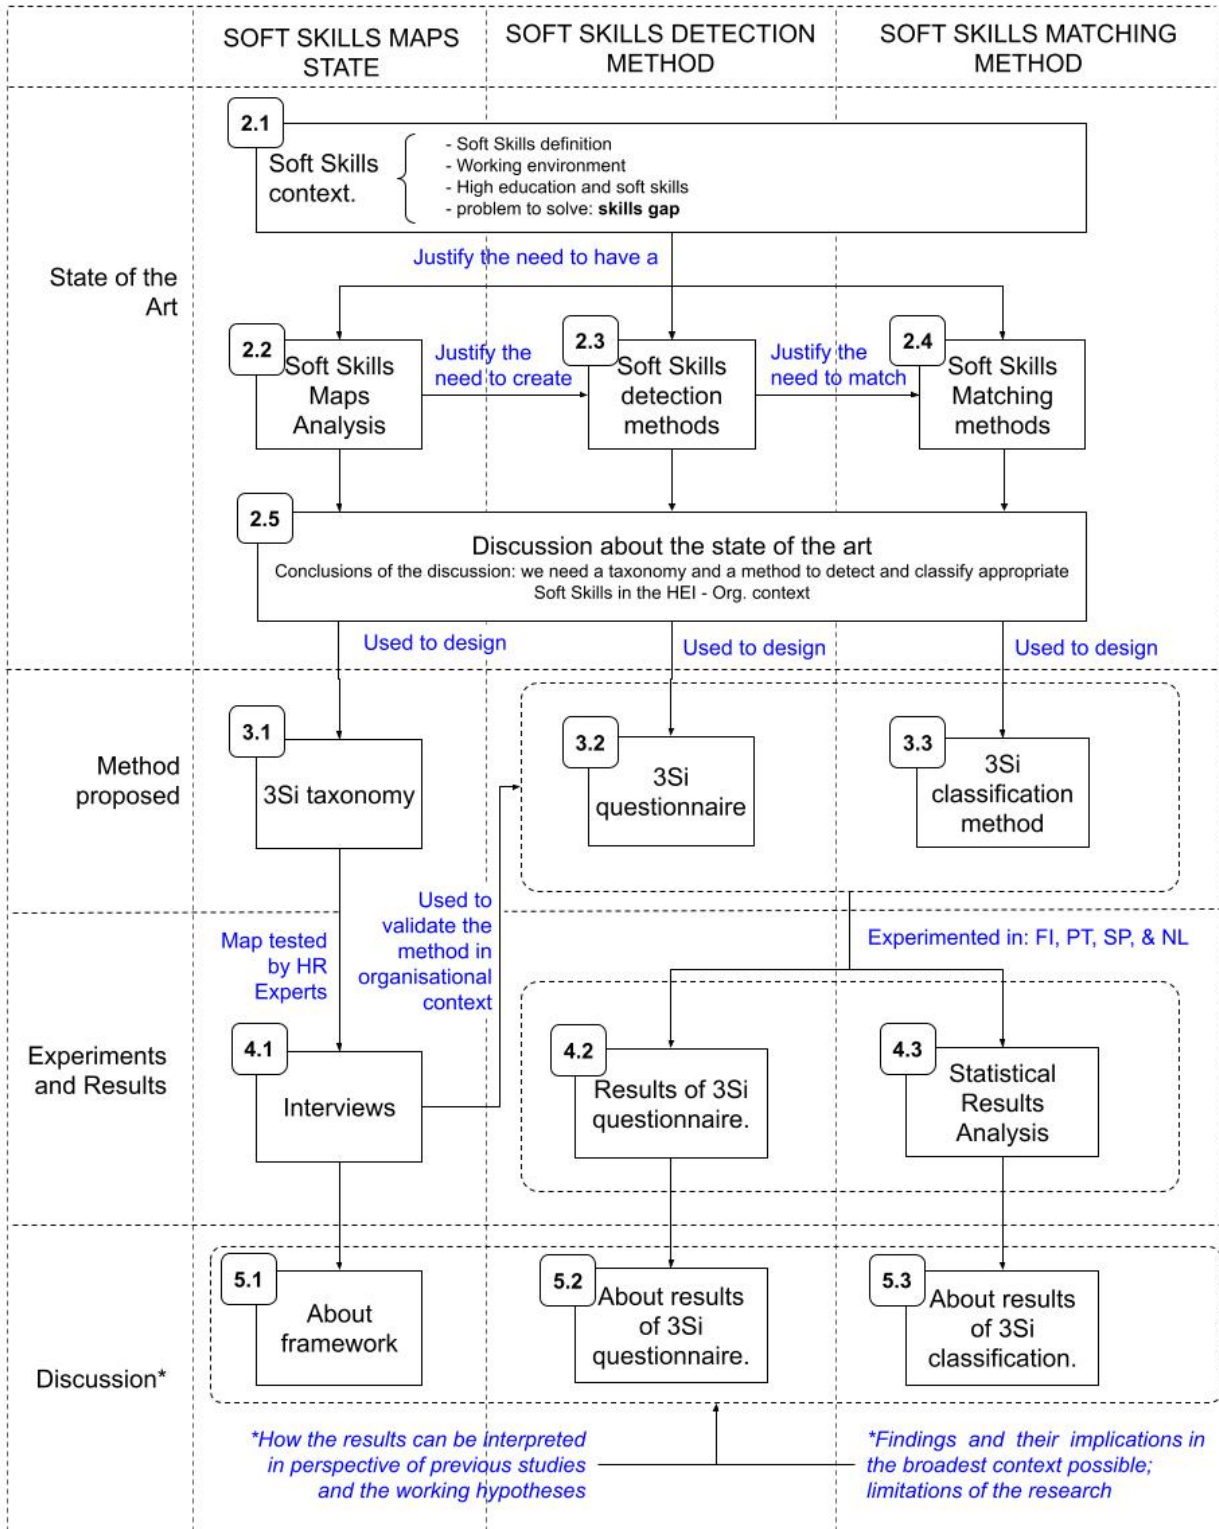 SOFT SKILLS MAPS
STATE
SOFT SKILLS DETECTION
METHOD
SOFT SKILLS MATCHING
METHOD
State of the
Art
2.1
Soft Skills
context.
- Soft Skills definition
- Working environment
- High education and soft skills
- problem to solve: skills gap
Justify the need to have a
2.2
Soft Skills
Maps
Analysis
Justify the
need to create
2.3
Soft Skills
detection
methods
Justify the
need to match
2.4
Soft Skills
Matching
methods
2.5
Discussion about the state of the art
Conclusions of the discussion: we need a taxonomy and a method to detect and classify appropriate
Soft Skills in the HEI - Org. context
Used to design
Used to design
Used to design
Method
proposed
3.1
3Si taxonomy
3.2
3Si
questionnaire
3.3
3Si
classification
method
Used to
validate the
method in
organisational
context
Map tested
by HR
Experts
Experimented in: FI, PT, SP, & NL
Experiments
and Results
4.1
Interviews
4.2
Results of 3Si
questionnaire.
4.3
Statistical
Results
Analysis
Discussion*
5.1
About
framework
5.2
About results
of 3Si
questionnaire.
5.3
About results
of 3Si
classification.
*How the results can be interpreted
in perspective of previous studies
and the working hypotheses
*Findings and their implications in
the broadest context possible;
limitations of the research